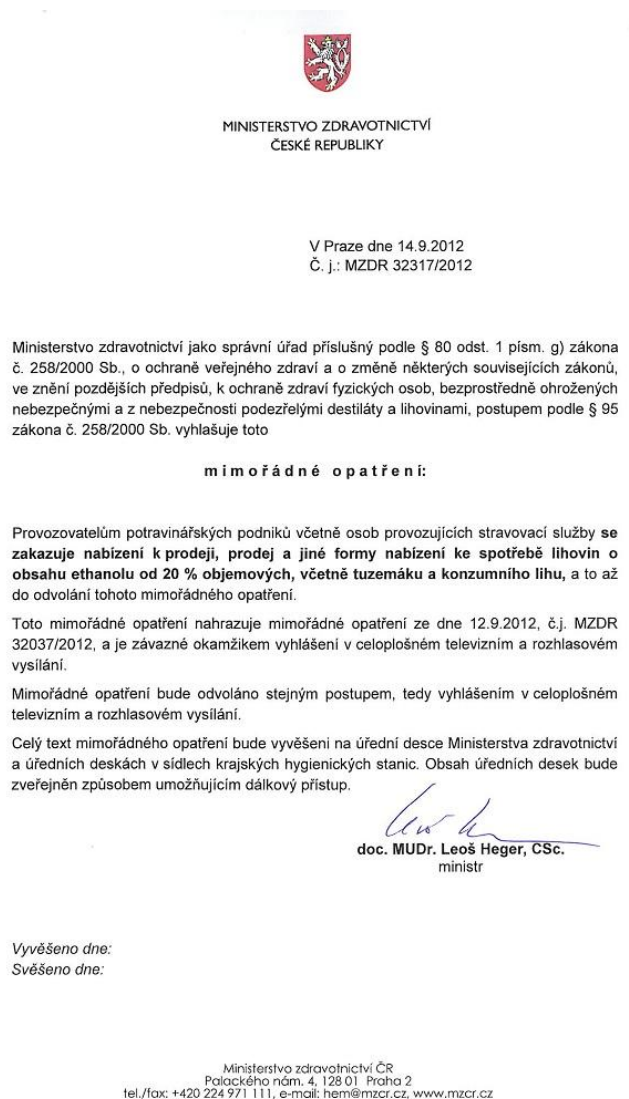 MINISTERSTVO ZDRAVOTNICTVÍ
ČESKÉ REPUBLIKY
V Praze dne 14.9.2012
Č. j.: MZDR 32317/2012
Ministerstvo zdravotnictví jako správní úřad příslušný podle § 80 odst. 1 písm. g) zákona
č. 258/2000 Sb., o ochraně veřejného zdraví a o změně některých souvisejících zákonů,
ve znění pozdějších předpisů, k ochraně zdraví fyzických osob, bezprostředně ohrožených
nebezpečnými a z nebezpečnosti podezřelými destiláty a lihovinami, postupem podle § 95
zákona č. 258/2000 Sb. vyhlašuje toto
mimořádné opatření:
Provozovatelům potravinářských podniků včetně osob provozujících stravovací služby se
zakazuje nabízení k prodeji, prodej a jiné formy nabízení ke spotřebě lihovin o
obsahu ethanolu od 20 % objemových, včetně tuzemáku a konzumního lihu, a to až
do odvolání tohoto mimořádného opatření.
Toto mimořádné opatření nahrazuje mimořádné opatření ze dne 12.9.2012, č.j. MZDR
32037/2012, a je závazné okamžikem vyhlášení v celoplošném televizním a rozhlasovém
vysílání.
Mimořádné opatření bude odvoláno stejným postupem, tedy vyhlášením v celoplošném
televizním a rozhlasovém vysílání.
Celý text mimořádného opatření bude vyvěšeni na úřední desce Ministerstva zdravotnictví
a úředních deskách v sídlech krajských hygienických stanic. Obsah úředních desek bude
zveřejněn způsobem umožňujícím dálkový přístup.
doc. MUDr. Leoš Heger, CSc.
ministr
Vyvěšeno dne:
Svěšeno dne:
Ministerstvo zdravotnictví ČR
Palackého nám. 4, 128 01 Praha 2
tel./fax: +420 224 971 111, e-mail: hem@mzcr.cz, www.mzcr.cz